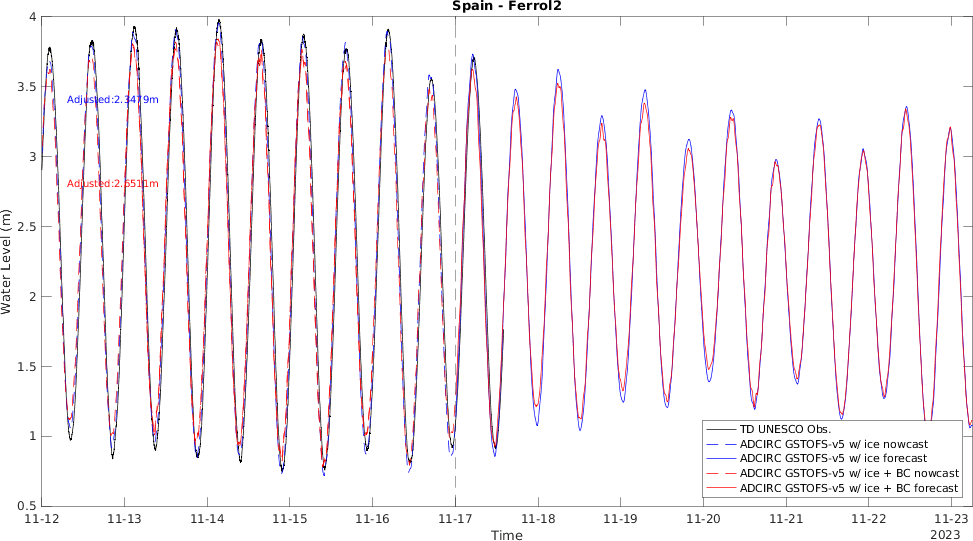 Spain - Ferrol2
4
3.5
3
2.5
2
1.5
1
0.5
Water Level (m)
Adjusted:2.3479m
Adjusted:2.6511m
TD UNESCO Obs.
ADCIRC GSTOFS-v5 w/ ice nowcast
ADCIRC GSTOFS-v5 w/ ice forecast
ADCIRC GSTOFS-v5 w/ ice + BC nowcast
ADCIRC GSTOFS-v5 w/ ice + BC forecast
11-12 11-13 11-14 11-15 11-16 11-17 11-18 11-19 11-20 11-21 11-22 11-23
Time
2023